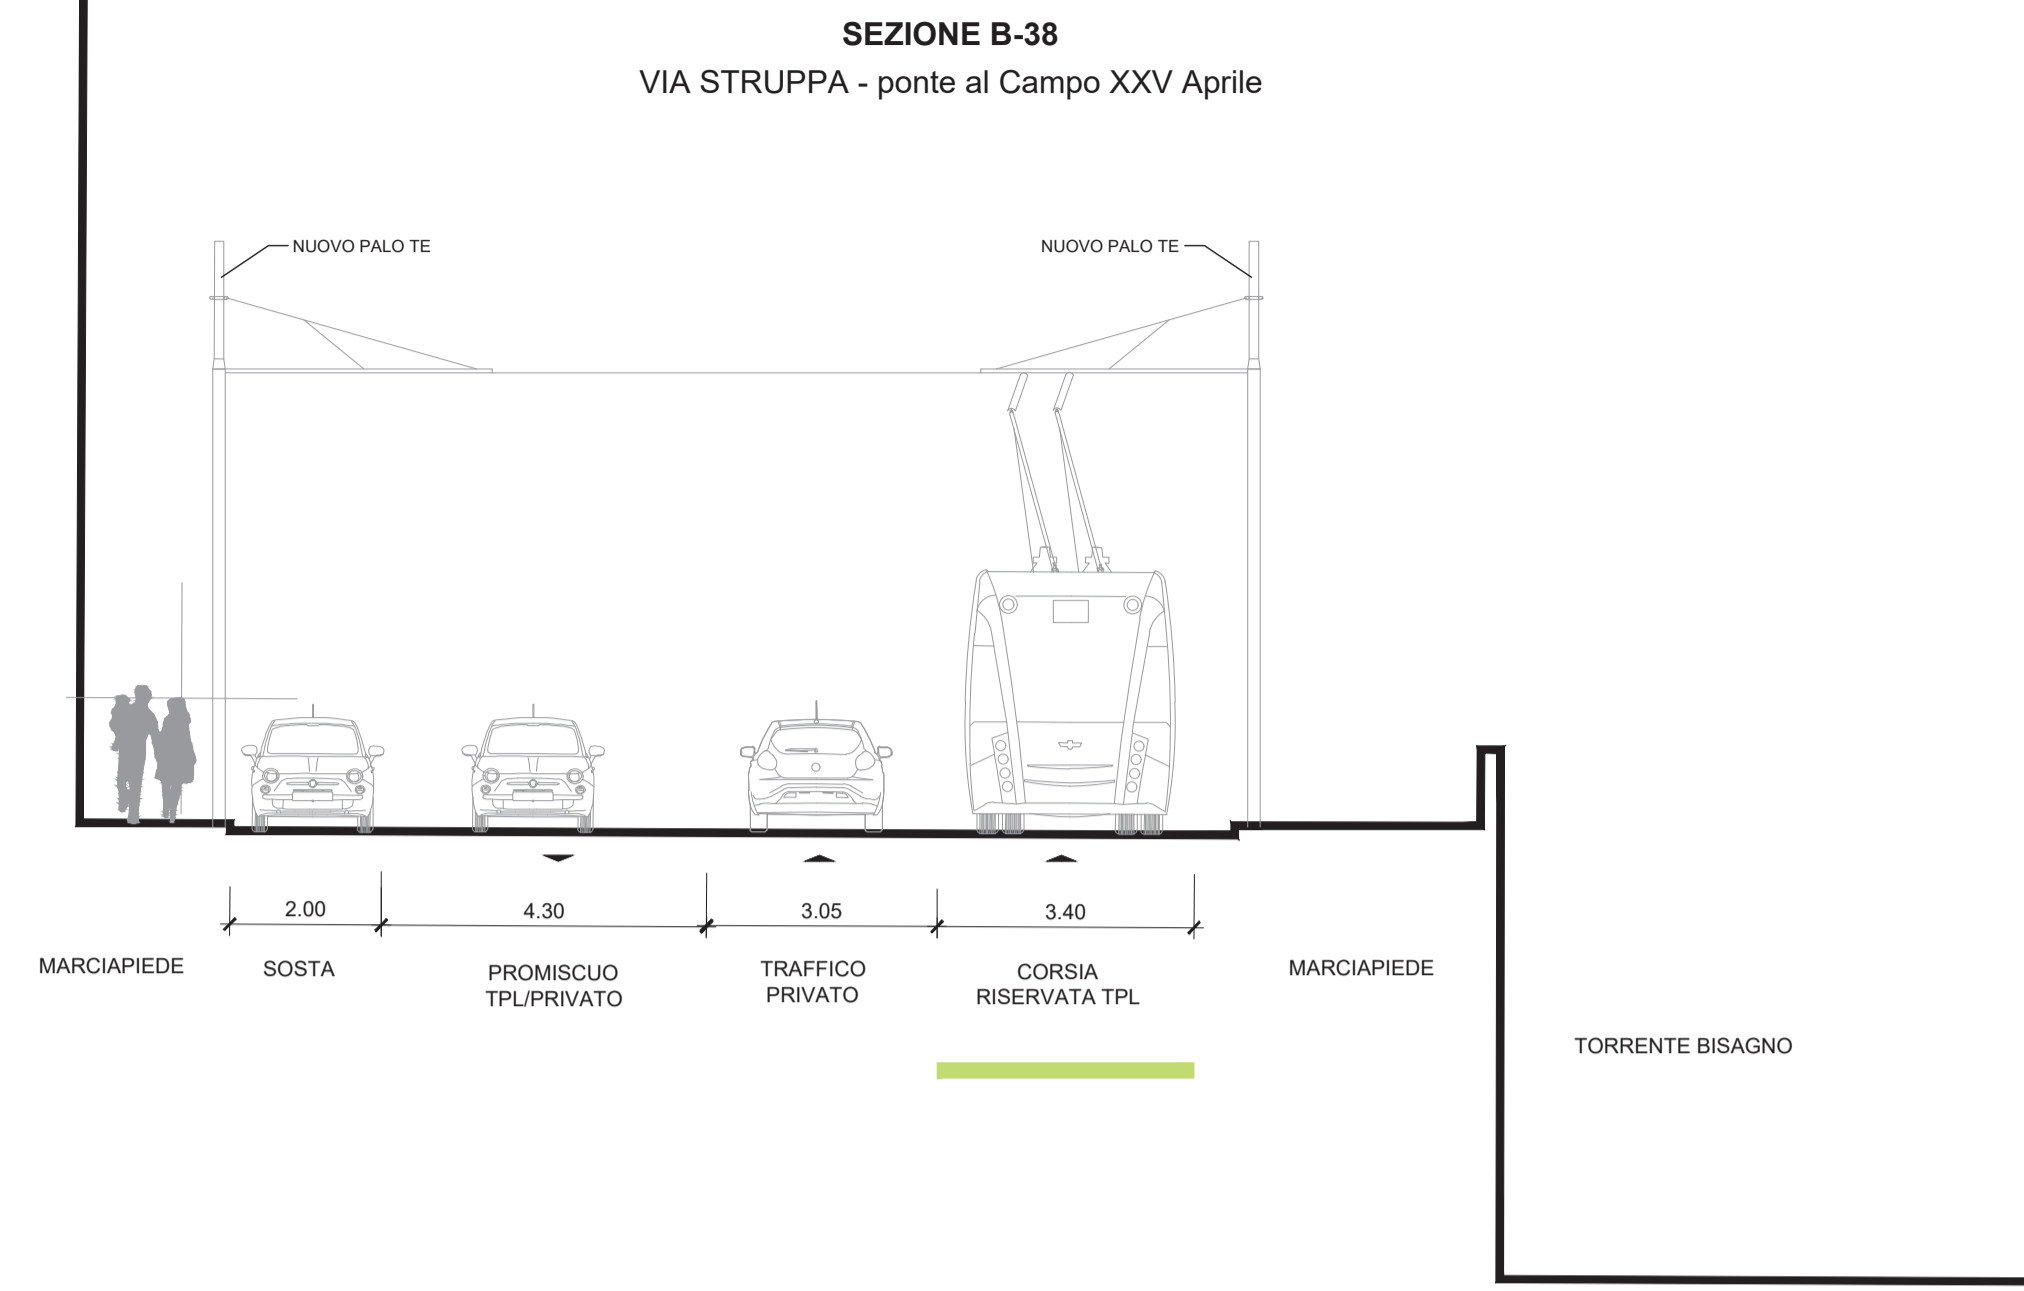 SEZIONE B-38
VIA STRUPPA - ponte al Campo XXV Aprile
NUOVO PALO TE
NUOVO PALO TE
2.00
4.30
3.05
3.40
MARCIAPIEDE
SOSTA
PROMISCUO
TPL/PRIVATO
TRAFFICO
PRIVATO
CORSIA
RISERVATA TPL
MARCIAPIEDE
TORRENTE BISAGNO